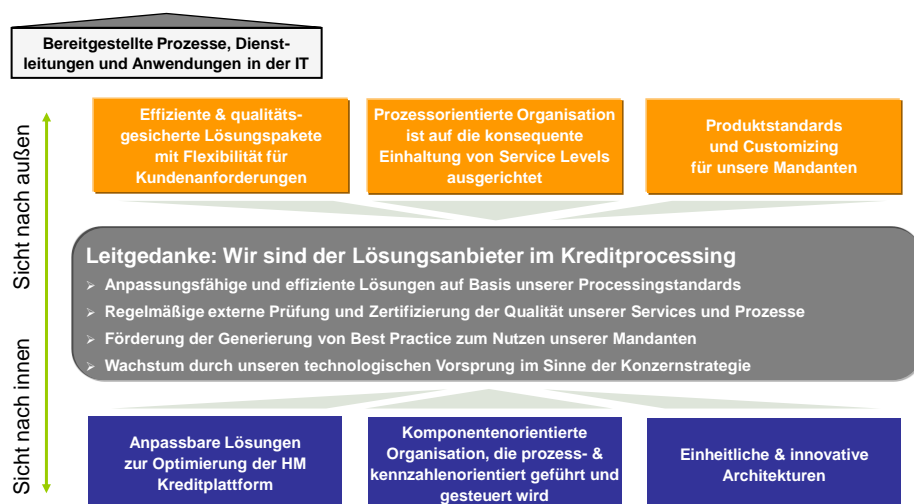 Bereitgestellte Prozesse, Dienst-
leitungen und Anwendungen in der IT
Sicht nach außen
Effiziente & qualitäts-
gesicherte Lösungspakete
mit Flexibilität für
Kundenanforderungen
Prozessorientierte Organisation
ist auf die konsequente
Einhaltung von Service Levels
ausgerichtet
Produktstandards
und Customizing
für unsere Mandanten
Leitgedanke: Wir sind der Lösungsanbieter im Kreditprocessing
➢ Anpassungsfähige und effiziente Lösungen auf Basis unserer Processingstandards
➢ Regelmäßige externe Prüfung und Zertifizierung der Qualität unserer Services und Prozesse
➢ Förderung der Generierung von Best Practice zum Nutzen unserer Mandanten
➢ Wachstum durch unseren technologischen Vorsprung im Sinne der Konzernstrategie
Sicht nach innen
Anpassbare Lösungen
zur Optimierung der HM
Kreditplattform
Komponentenorientierte
Organisation, die prozess- &
kennzahlenorientiert geführt und
gesteuert wird
Einheitliche & innovative
Architekturen